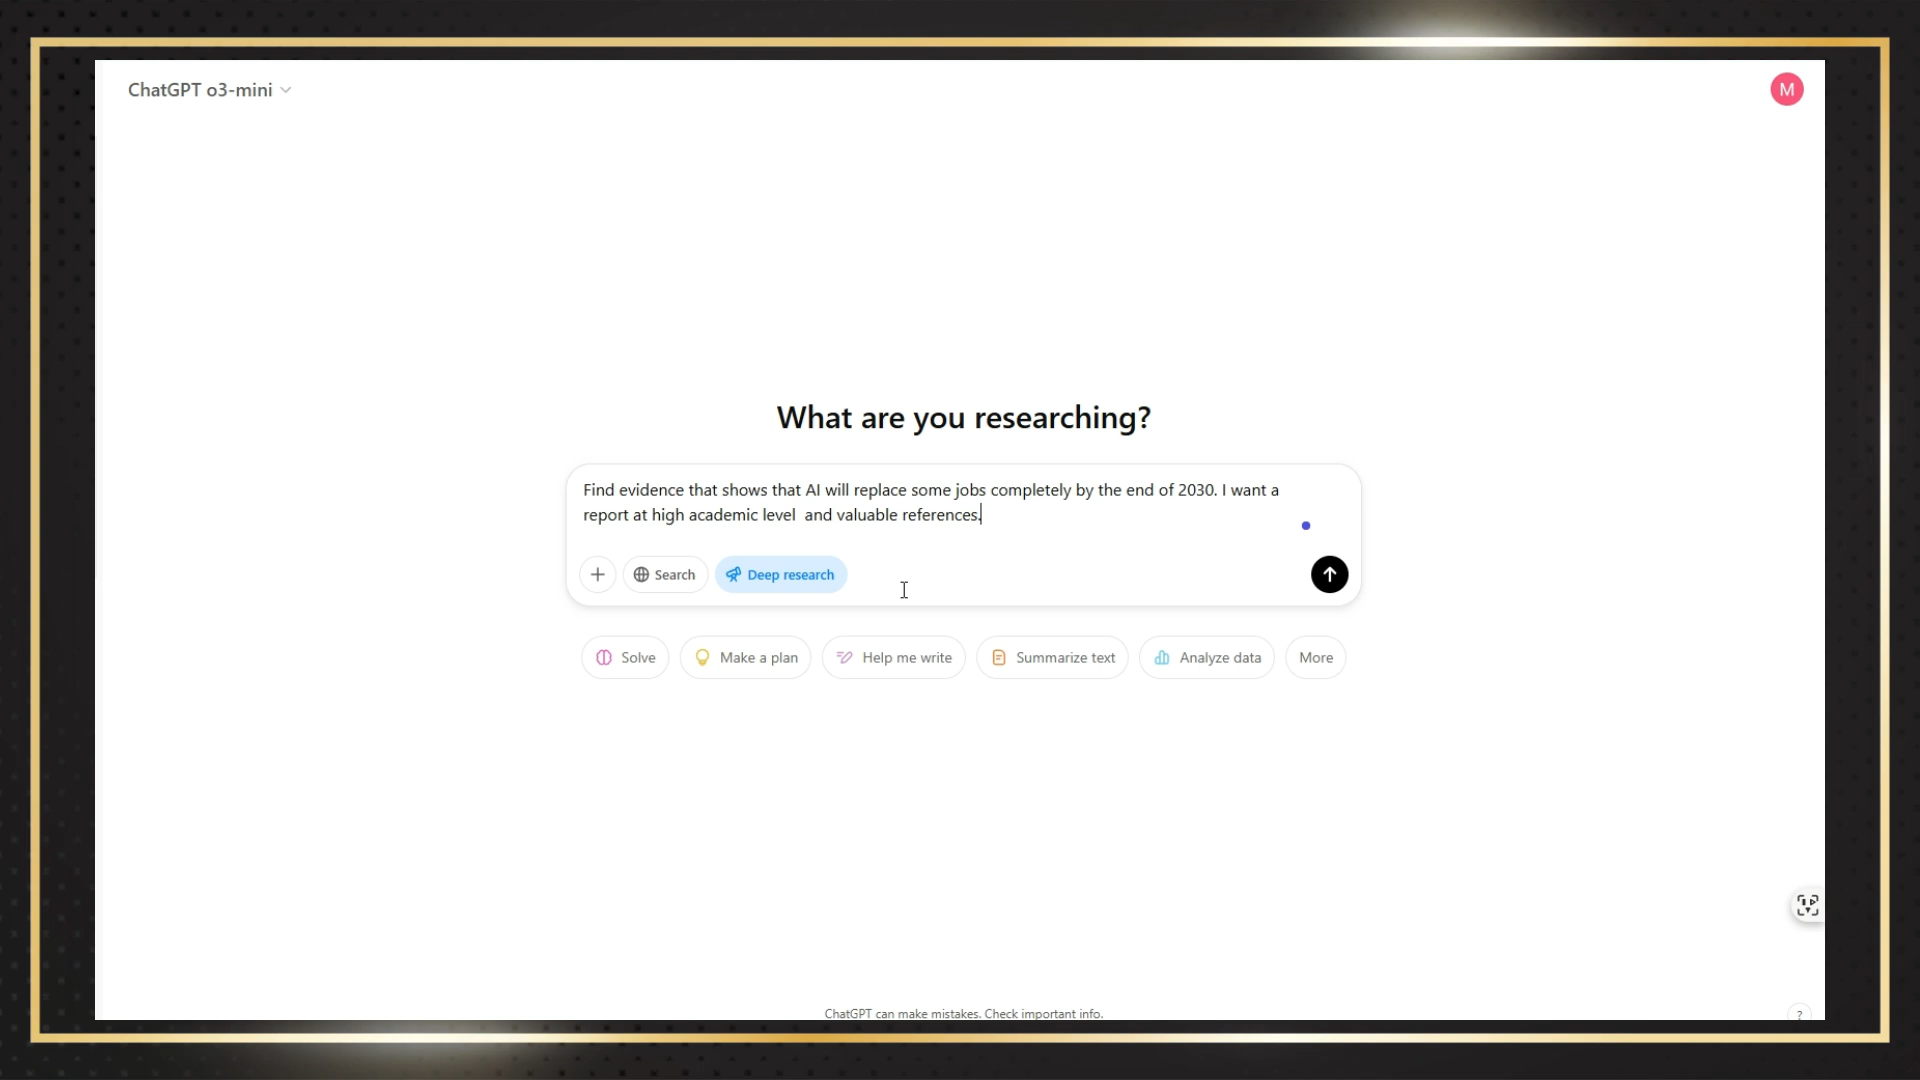 ChatGPT o3-mini
M
What are you researching?
Find evidence that shows that AI will replace some jobs completely by the end of 2030. I want a
report at high academic level  and valuable references.
Search
Deep research
Solve
Make a plan
Help me write
Summarize text
Analyze data
More
ChatGPT can make mistakes. Check important info.
?